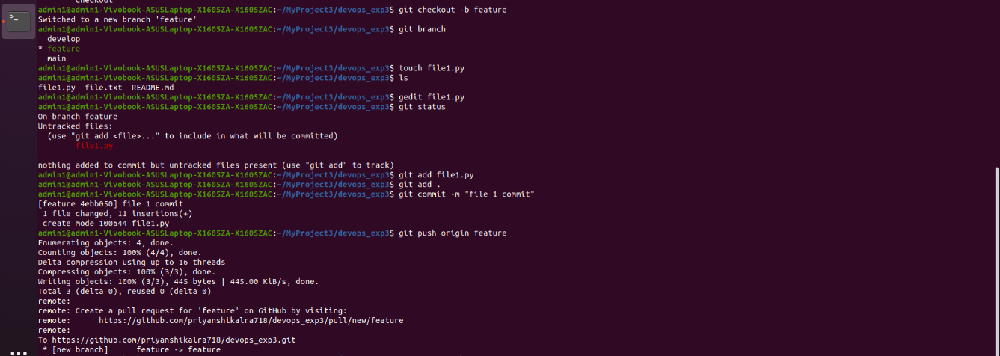 checkout
admin1@admin1-Vivobook-ASUSLaptop-X1605ZA-X1605ZAC:~/MyProject3/devops_exp3$ git checkout -b feature
Switched to a new branch 'feature'
admin1@admin1-Vivobook-ASUSLaptop-X1605ZA-X1605ZAC:~/MyProject3/devops_exp3$ git branch
  develop
* feature
  main
admin1@admin1-Vivobook-ASUSLaptop-X1605ZA-X1605ZAC:~/MyProject3/devops_exp3$ touch file1.py
admin1@admin1-Vivobook-ASUSLaptop-X1605ZA-X1605ZAC:~/MyProject3/devops_exp3$ ls
file1.py  file.txt  README.md
admin1@admin1-Vivobook-ASUSLaptop-X1605ZA-X1605ZAC:~/MyProject3/devops_exp3$ gedit file1.py
admin1@admin1-Vivobook-ASUSLaptop-X1605ZA-X1605ZAC:~/MyProject3/devops_exp3$ git status
On branch feature
Untracked files:
  (use "git add <file>..." to include in what will be committed)
        file1.py
nothing added to commit but untracked files present (use "git add" to track)
admin1@admin1-Vivobook-ASUSLaptop-X1605ZA-X1605ZAC:~/MyProject3/devops_exp3$ git add file1.py
admin1@admin1-Vivobook-ASUSLaptop-X1605ZA-X1605ZAC:~/MyProject3/devops_exp3$ git add .
admin1@admin1-Vivobook-ASUSLaptop-X1605ZA-X1605ZAC:~/MyProject3/devops_exp3$ git commit -m "file 1 commit"
[feature 4ebb050] file 1 commit
 1 file changed, 11 insertions(+)
 create mode 100644 file1.py
admin1@admin1-Vivobook-ASUSLaptop-X1605ZA-X1605ZAC:~/MyProject3/devops_exp3$ git push origin feature
Enumerating objects: 4, done.
Counting objects: 100% (4/4), done.
Delta compression using up to 16 threads
Compressing objects: 100% (3/3), done.
Writing objects: 100% (3/3), 445 bytes | 445.00 KiB/s, done.
Total 3 (delta 0), reused 0 (delta 0)
remote:
remote: Create a pull request for 'feature' on GitHub by visiting:
remote:      https://github.com/priyanshikalra718/devops_exp3/pull/new/feature
remote:
To https://github.com/priyanshikalra718/devops_exp3.git
 * [new branch]      feature -> feature